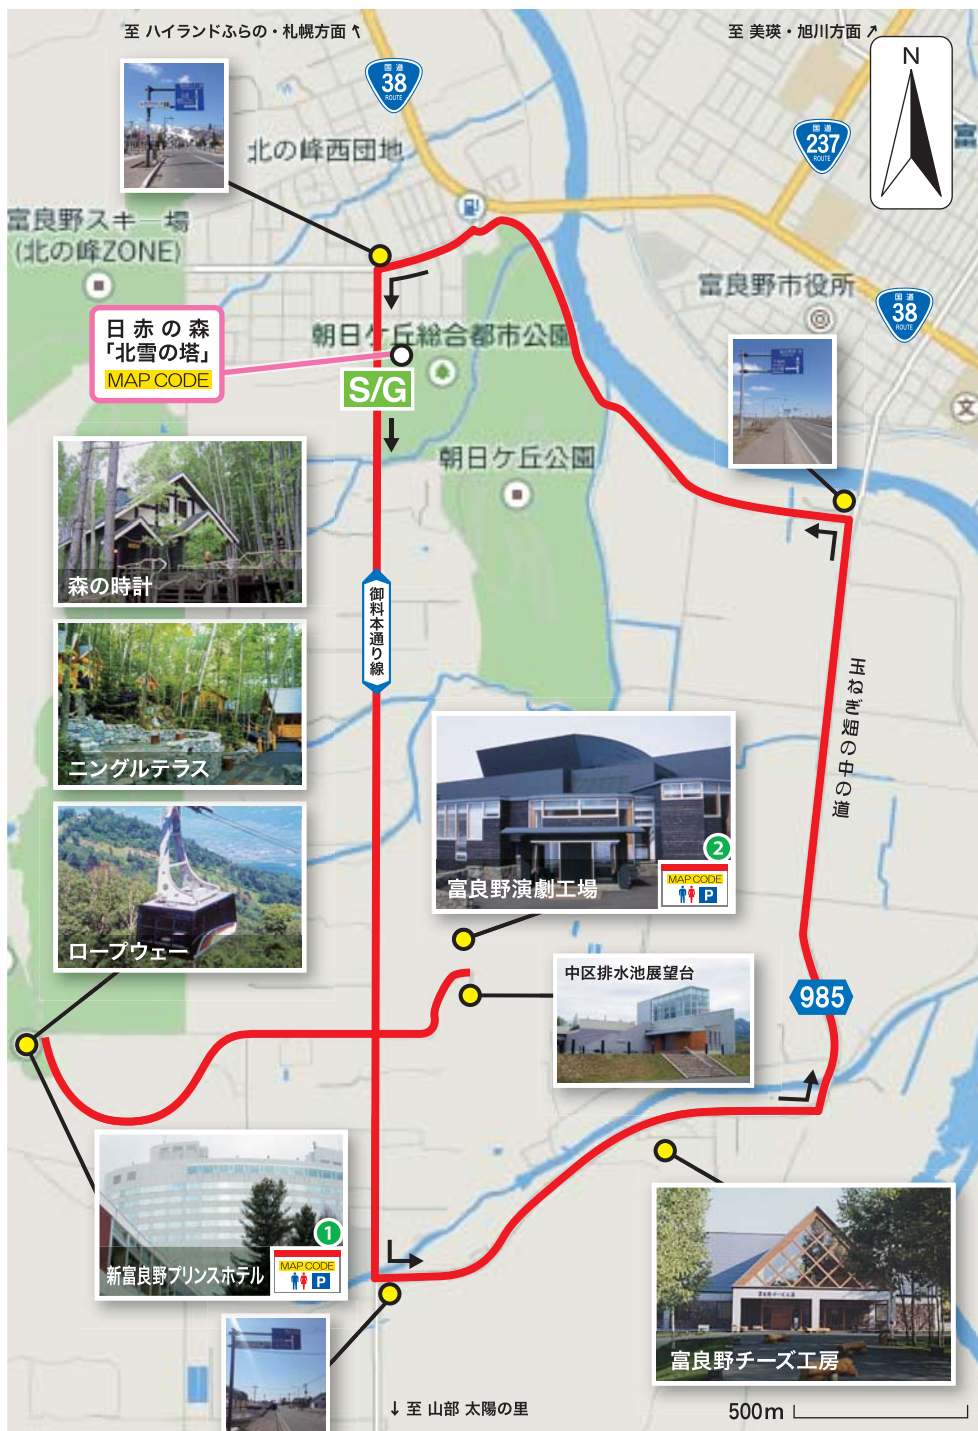 至 ハイランドふらの・札幌方面
至 美瑛・旭川方面
N
国道
38
ROUTE
国道
237
ROUTE
北の峰西団地
富
富良野スキー場
(北の峰ZONE)
富良野市役所
国道
38
ROUTE
日赤の森
「北雪の塔」
MAP CODE
朝日ケ丘総合都市公園
S/G
文
朝日ケ丘公園
森の時計
御料本通り線
ニングルテラス
玉ねぎ畑の中の道
2
MAP CODE
P
富良野演劇工場
ロープウェー
中区排水池展望台
985
1
MAP CODE
P
新富良野プリンスホテル
富良野チーズ工房
↓ 至 山部 太陽の里
500m